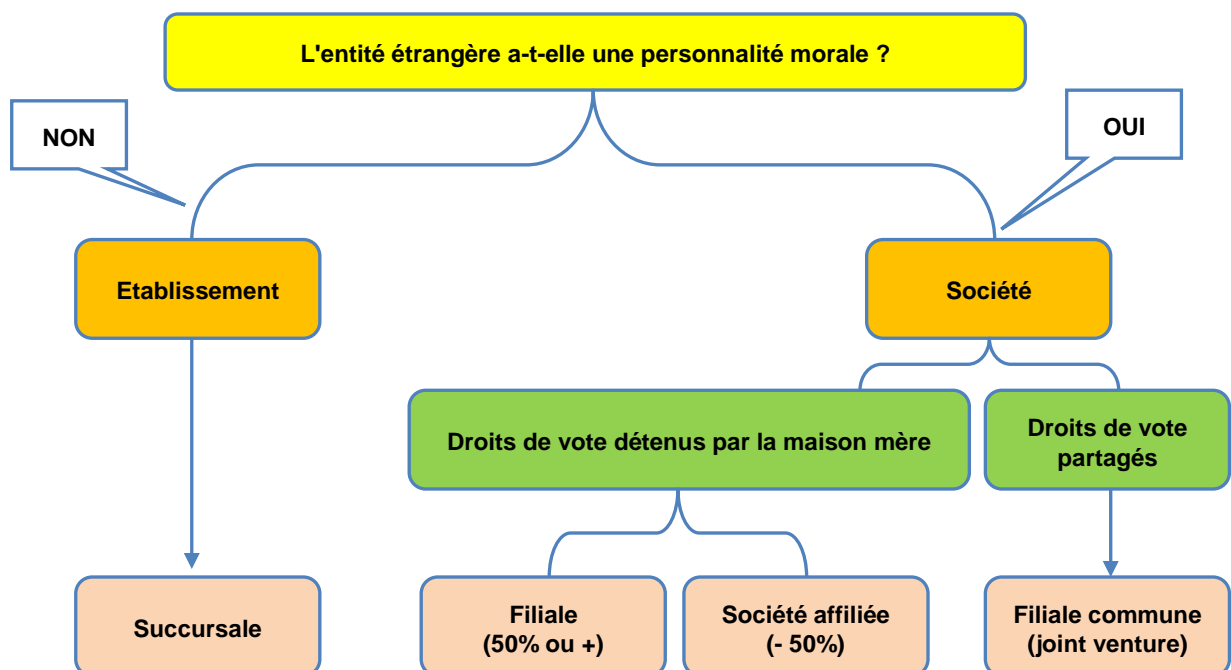 L'entité étrangère a-t-elle une personnalité morale ?
NON
OUI
Etablissement
Société
Droits de vote détenus par la maison mère
Droits de vote
partagés
Succursale
Filiale
(50% ou +)
Société affiliée
(- 50%)
Filiale commune
(joint venture)